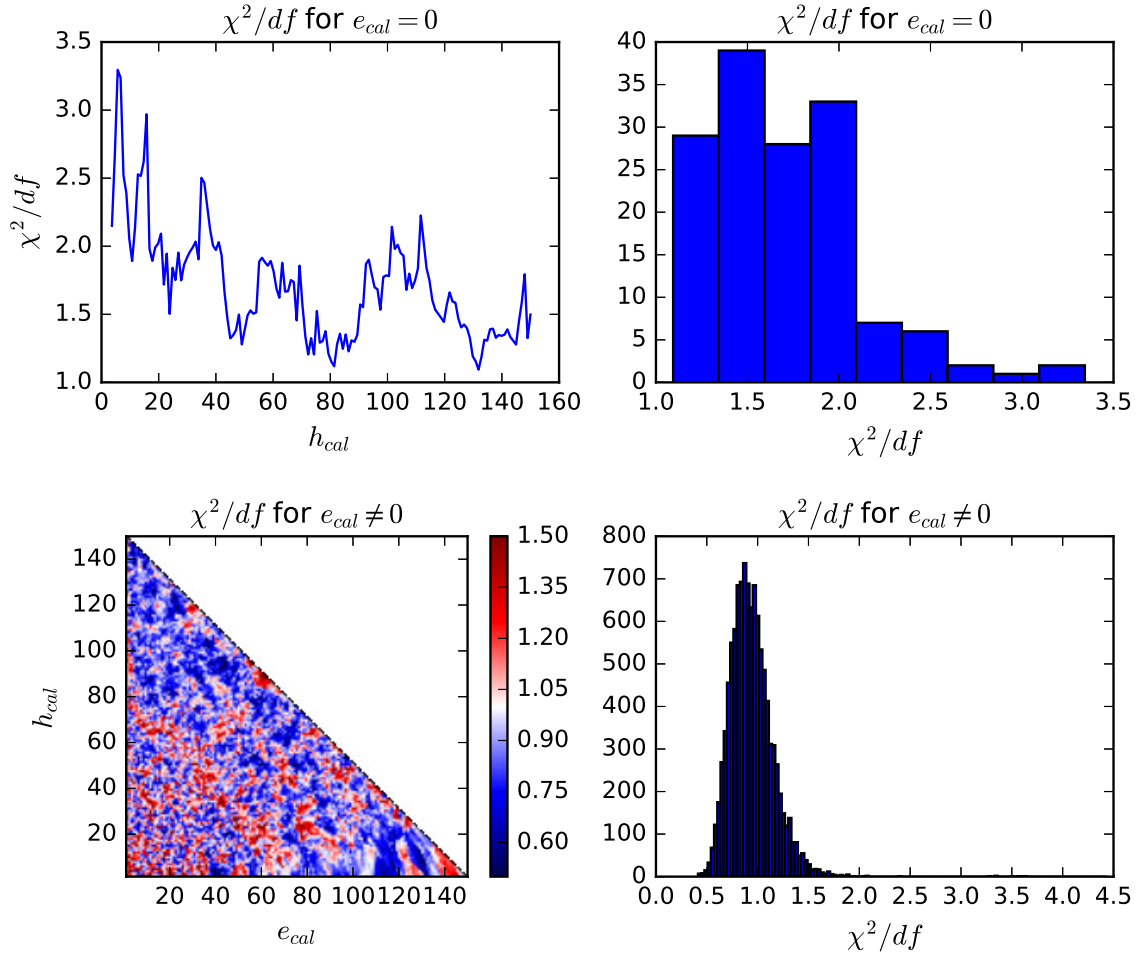 χ²/df for e_cal = 0
3.5
3.0
2.5
2.0
1.5
1.0
χ²/df
0 20 40 60 80 100 120 140 160
h_cal
χ²/df for e_cal = 0
40
35
30
25
20
15
10
5
0
1.0 1.5 2.0 2.5 3.0 3.5
χ²/df
χ²/df for e_cal ≠ 0
140
120
100
80
60
40
20
h_cal
20 40 60 80 100 120 140
e_cal
1.50
1.35
1.20
1.05
0.90
0.75
0.60
χ²/df for e_cal ≠ 0
800
700
600
500
400
300
200
100
0
0.0 0.5 1.0 1.5 2.0 2.5 3.0 3.5 4.0 4.5
χ²/df